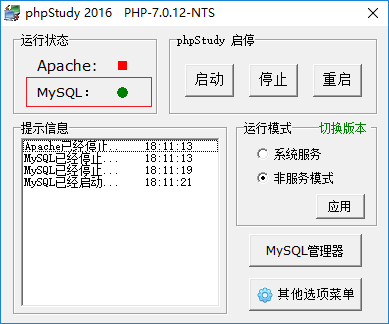 phpStudy 2016 PHP-7.0.12-NTS
运行状态
Apache:
MySQL:
phpStudy 启停
启动 停止 重启
提示信息
Apache已经停止... 18:11:13
MySQL已经停止... 18:11:13
MySQL已经停止... 18:11:19
MySQL已经启动... 18:11:21
运行模式 切换版本
系统服务
非服务模式
应用
MySQL管理器
其他选项菜单